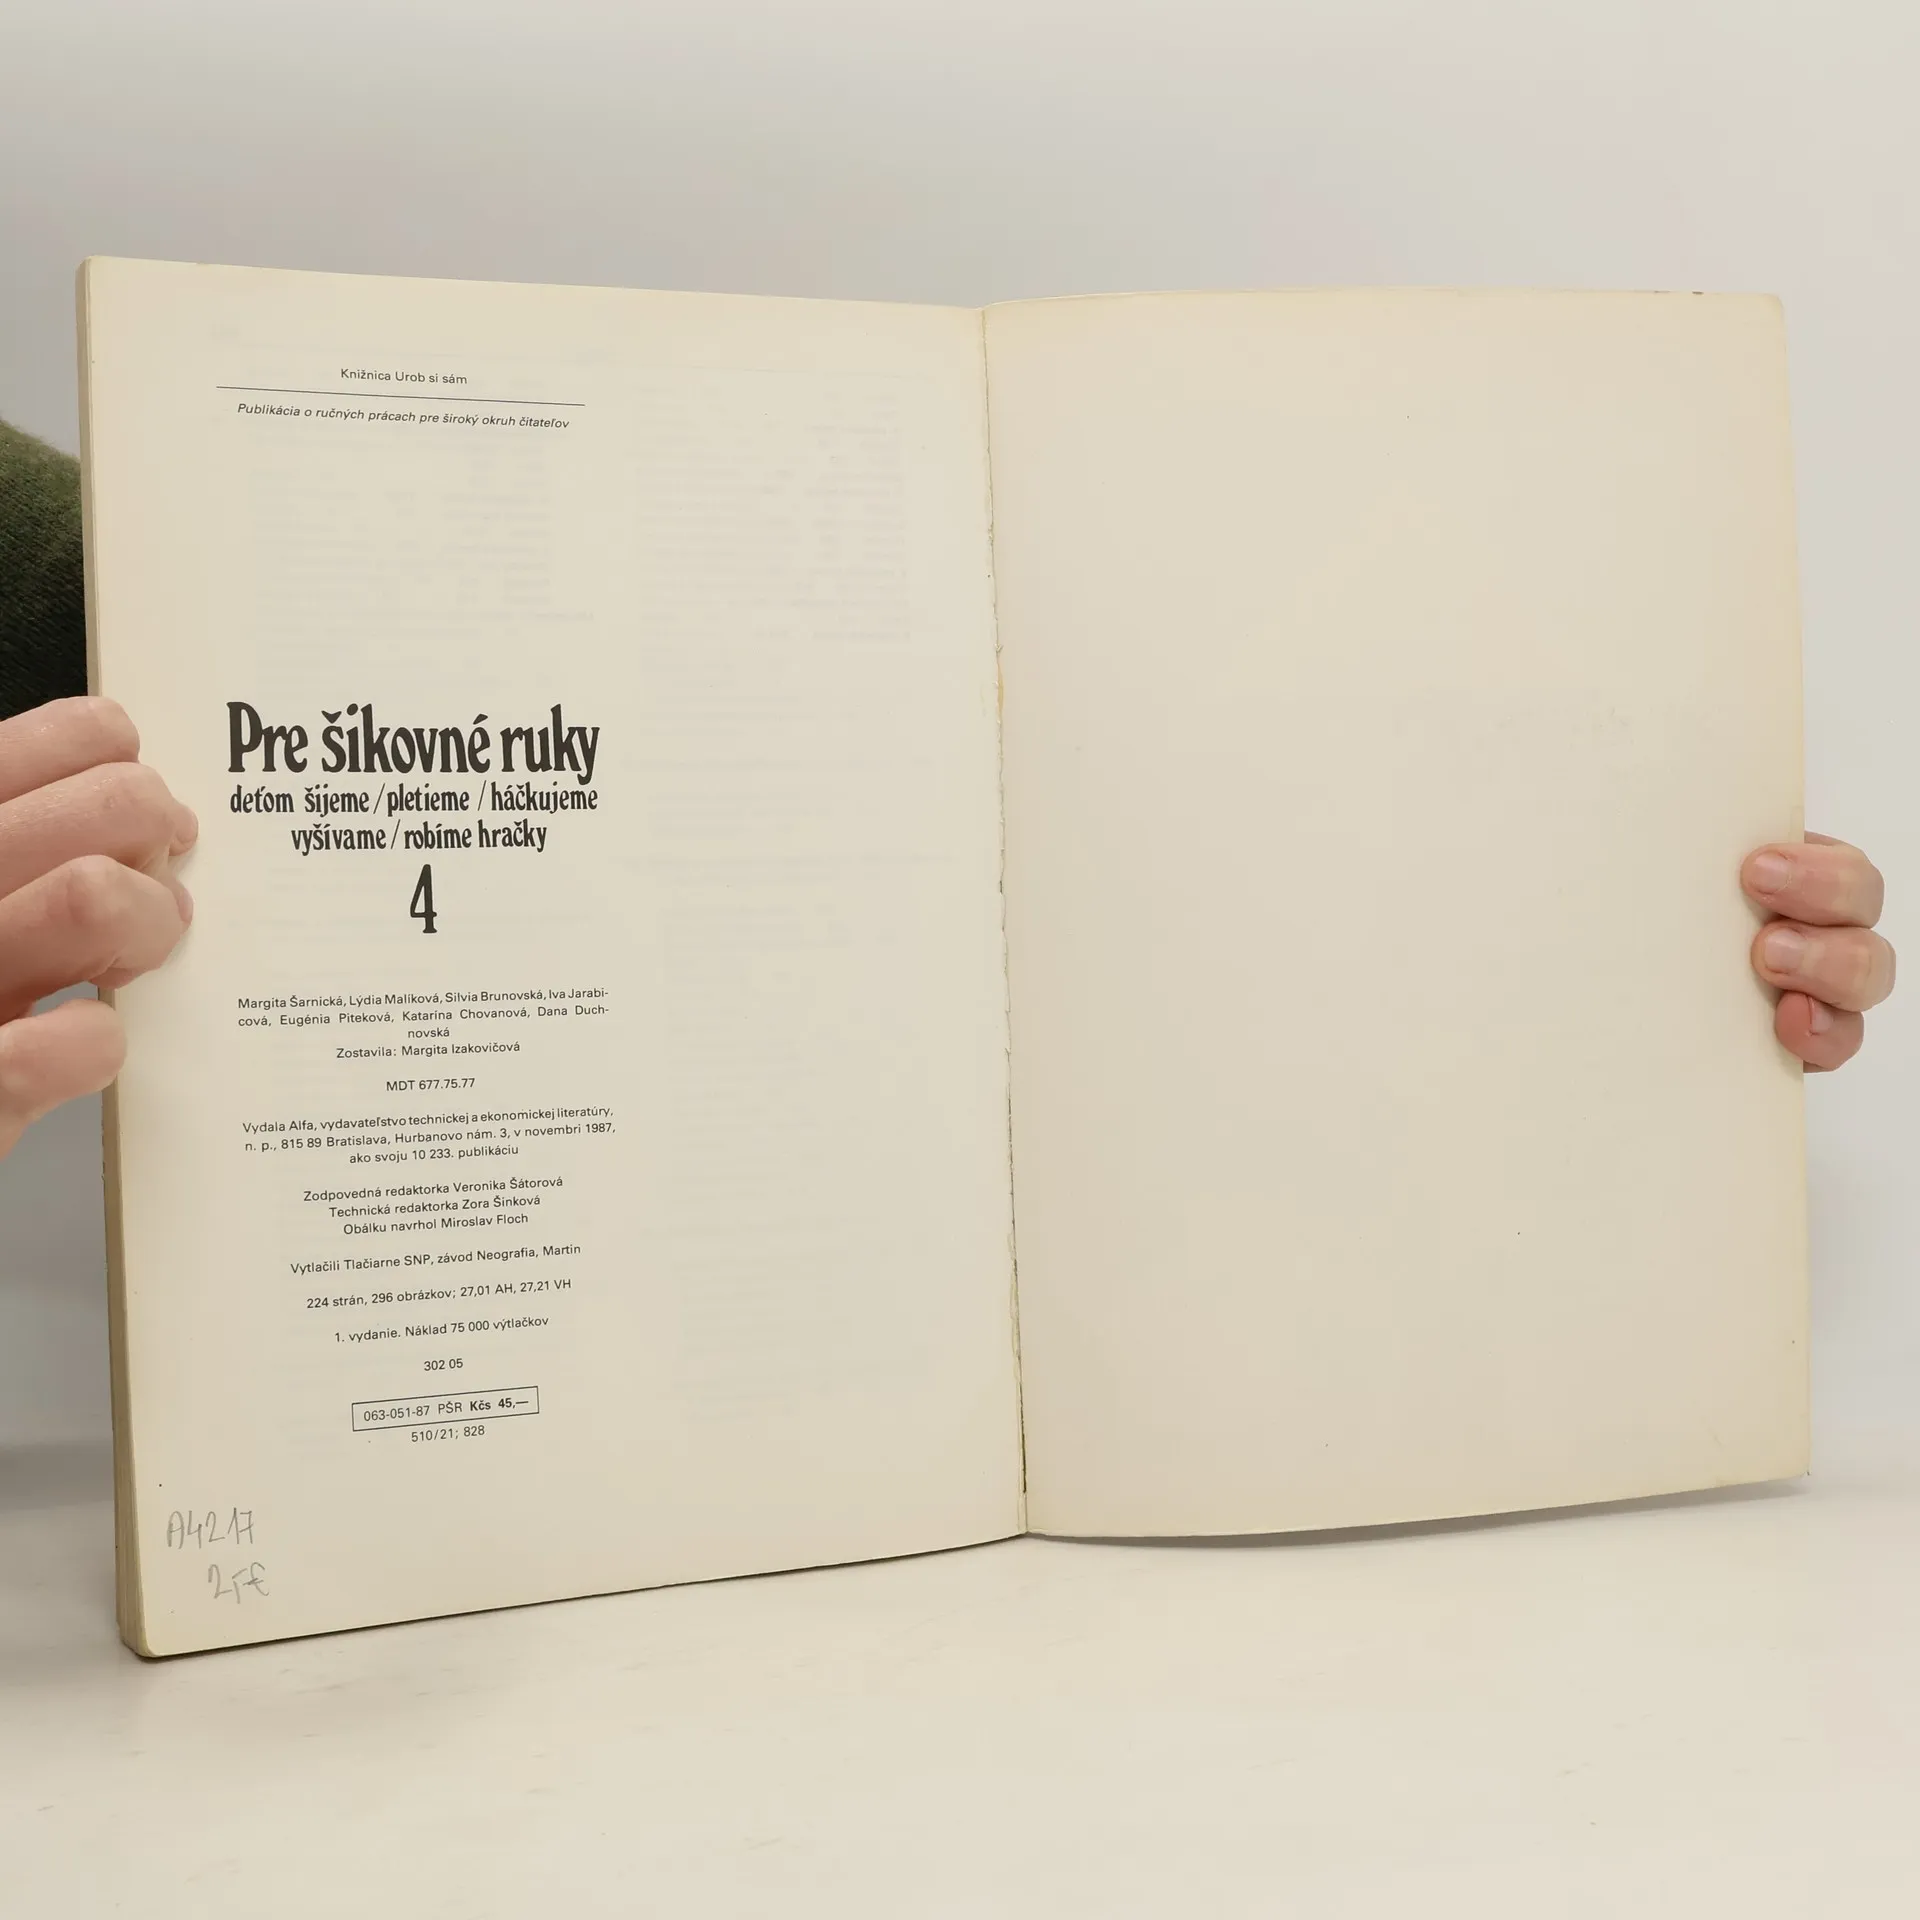 Knižnica Urob si sám
Publikácia o ručných prácach pre široký okruh čitateľov
Pre šikovné ruky
deťom šijeme/pletieme/háčkujeme
vyšívame/robíme hračky
4
Margita Šarnická, Lýdia Malíková, Silvia Brunovská, Iva Jarabi-
cová, Eugénia Piteková, Katarína Chovanová, Dana Duch-
novská
Zostavila: Margita Izakovičová
MDT 677.75.77
Vydala Alfa, vydavateľstvo technickej a ekonomickej literatúry,
n. p., 815 89 Bratislava, Hurbanovo nám. 3, v novembri 1987,
ako svoju 10 233. publikáciu
Zodpovedná redaktorka Veronika Šátorová
Technická redaktorka Zora Šinková
Obálku navrhol Miroslav Floch
Vytlačili Tlačiarne SNP, závod Neografia, Martin
224 strán, 296 obrázkov; 27,01 AH, 27,21 VH
1. vydanie. Náklad 75 000 výtlačkov
302 05
063-051-87 PŠR Kčs 45,—
510/21; 828
A4217
2,-€